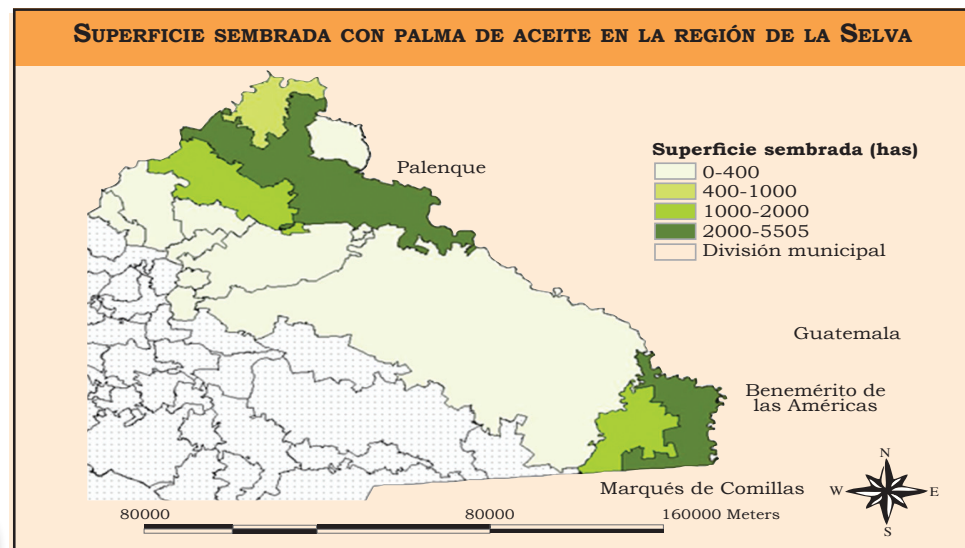 SUPERFICIE SEMBRADA CON PALMA DE ACEITE EN LA REGIÓN DE LA SELVA
Palenque
Superficie sembrada (has)
0-400
400-1000
1000-2000
2000-5505
División municipal
Guatemala
Benemérito de
las Américas
Marqués de Comillas
N
W
E
S
80000
80000
160000 Meters